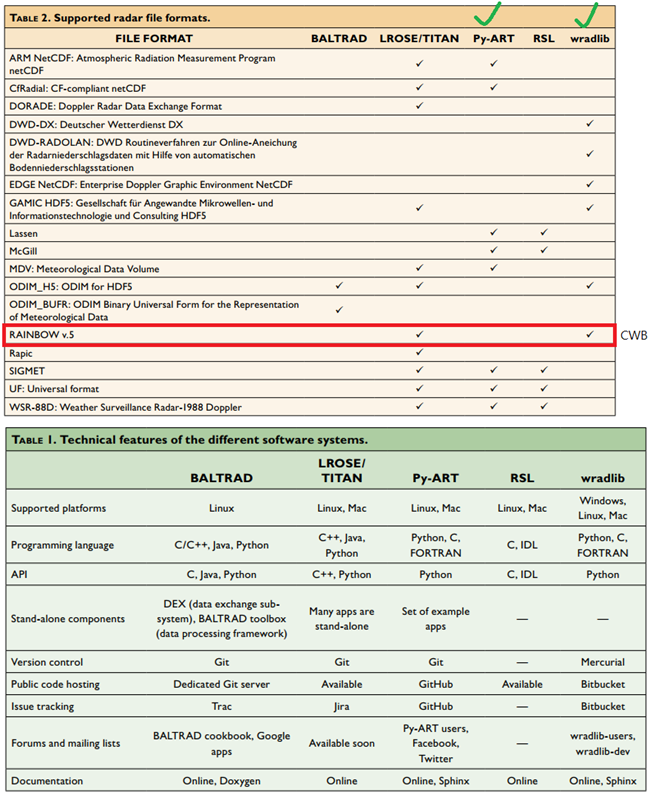 TABLE 2. Supported radar file formats.
FILE FORMAT BALTRAD LROSE/TITAN Py-ART RSL wradlib
ARM NetCDF: Atmospheric Radiation Measurement Program
netCDF ✓ ✓
CfRadial: CF-compliant netCDF ✓ ✓
DORADE: Doppler Radar Data Exchange Format ✓
DWD-DX: Deutscher Wetterdienst DX ✓
DWD-RADOLAN: DWD Routineverfahren zur Online-Aneichung
der Radarniederschlagsdaten mit Hilfe von automatischen
Bodenniederschlagsstationen ✓
EDGE NetCDF: Enterprise Doppler Graphic Environment NetCDF ✓
GAMIC HDF5: Gesellschaft für Angewandte Mikrowellen- und
Informationstechnologie und Consulting HDF5 ✓ ✓
Lassen ✓ ✓
McGill ✓ ✓
MDV: Meteorological Data Volume ✓ ✓
ODIM_H5: ODIM for HDF5 ✓ ✓ ✓
ODIM_BUFR: ODIM Binary Universal Form for the Representation
of Meteorological Data ✓
RAINBOW v.5 ✓ ✓ CWB
Rapic ✓
SIGMET ✓ ✓ ✓
UF: Universal format ✓ ✓ ✓
WSR-88D: Weather Surveillance Radar-1988 Doppler ✓ ✓ ✓
TABLE 1. Technical features of the different software systems.
BALTRAD LROSE/
TITAN Py-ART RSL wradlib
Supported platforms Linux Linux, Mac Linux, Mac Linux, Mac Windows,
Linux, Mac
Programming language C/C++, Java, Python C++, Java,
Python Python, C,
FORTRAN C, IDL Python, C,
FORTRAN
API C, Java, Python C++, Python Python C, IDL Python
Stand-alone components DEX (data exchange sub-
system), BALTRAD toolbox
(data processing framework) Many apps are
stand-alone Set of example
apps — —
Version control Git Git Git — Mercurial
Public code hosting Dedicated Git server Available GitHub Available Bitbucket
Issue tracking Trac Jira GitHub — Bitbucket
Forums and mailing lists BALTRAD cookbook, Google
apps Available soon Py-ART users,
Facebook,
Twitter — wradlib-users,
wradlib-dev
Documentation Online, Doxygen Online Online, Sphinx Online Online, Sphinx